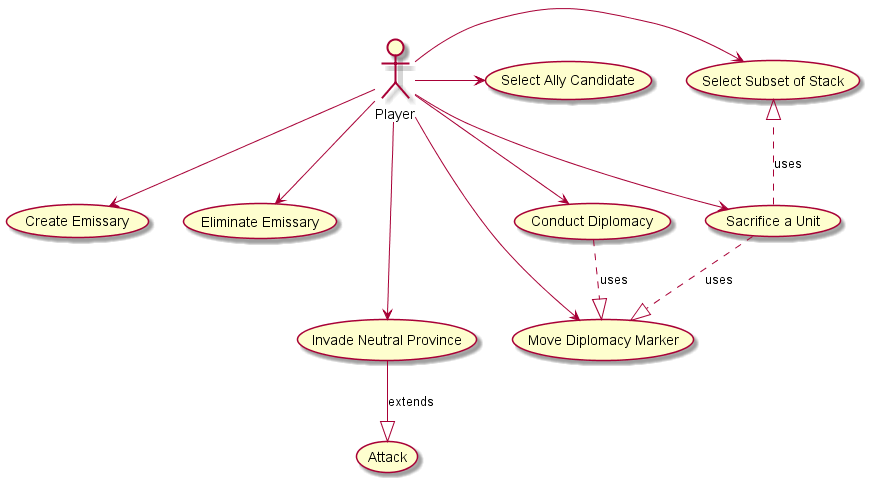 Player
Select Ally Candidate
Select Subset of Stack
uses
Create Emissary
Eliminate Emissary
Conduct Diplomacy
Sacrifice a Unit
uses
uses
Invade Neutral Province
Move Diplomacy Marker
extends
Attack